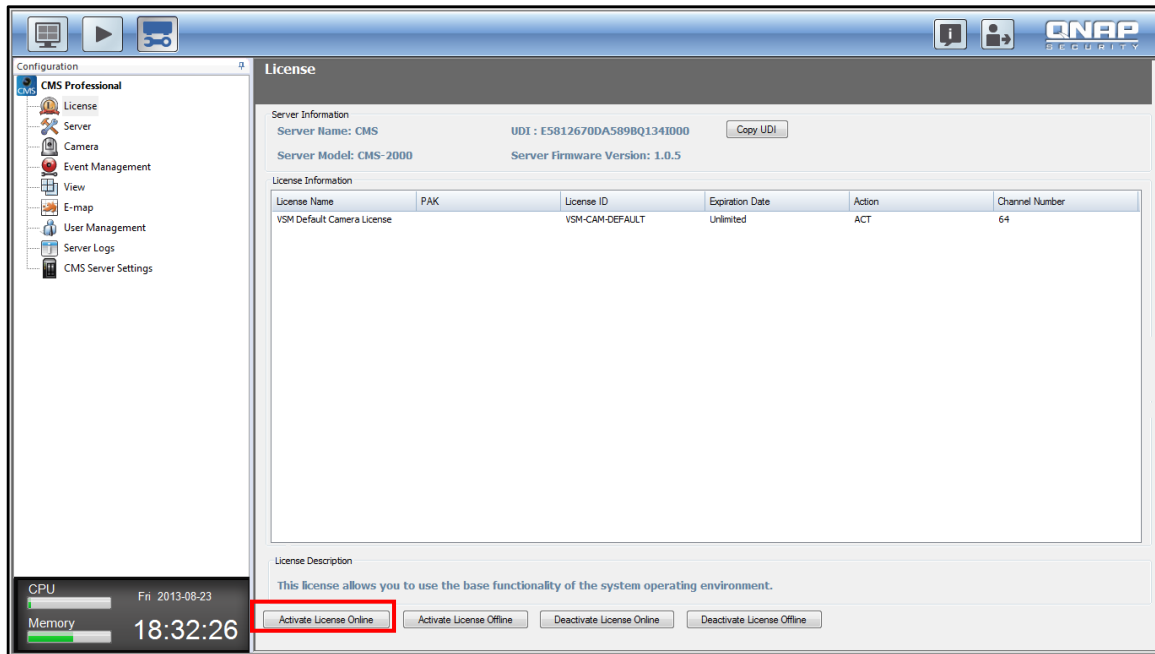 QNAP
SECURITY
Configuration
CMS Professional
CMS
License
Server
Camera
Event Management
View
E-map
User Management
Server Logs
CMS Server Settings
CPU
Fri 2013-08-23
Memory
18:32:26
License
Server Information
Server Name: CMS UDI : E5812670DA589BQ134I000 Copy UDI
Server Model: CMS-2000 Server Firmware Version: 1.0.5
License Information
License Name PAK License ID Expiration Date Action Channel Number
VSM Default Camera License VSM-CAM-DEFAULT Unlimited ACT 64
License Description
This license allows you to use the base functionality of the system operating environment.
Activate License Online Activate License Offline Deactivate License Online Deactivate License Offline